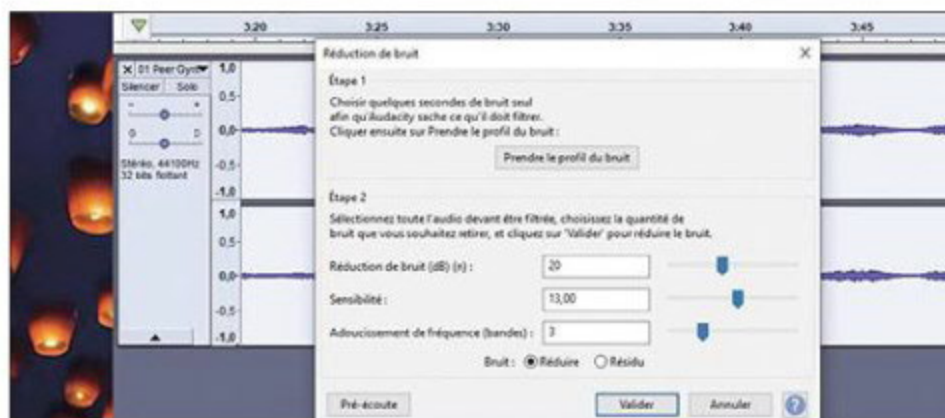 3:20 3:25 3:30 3:35 3:40 3:45
Réduction de bruit X
01 Peer Gynt
Silencer Solo
- +
G D
Stéréo, 44100Hz
32 bits flottant
1,0
0,5-
0,0-
-0,5-
-1,0
1,0
0,5-
0,0-
-0,5-
-1,0
Étape 1
Choisir quelques secondes de bruit seul
afin qu'Audacity sache ce qu'il doit filtrer.
Cliquer ensuite sur Prendre le profil du bruit :
Prendre le profil du bruit
Étape 2
Sélectionnez toute l'audio devant être filtrée, choisissez la quantité de
bruit que vous souhaitez retirer, et cliquez sur 'Valider' pour réduire le bruit.
Réduction de bruit (dB) (n) : 20
Sensibilité : 13,00
Adoucissement de fréquence (bandes) : 3
Bruit : Réduire Résidu
Pré-écoute Valider Annuler ?